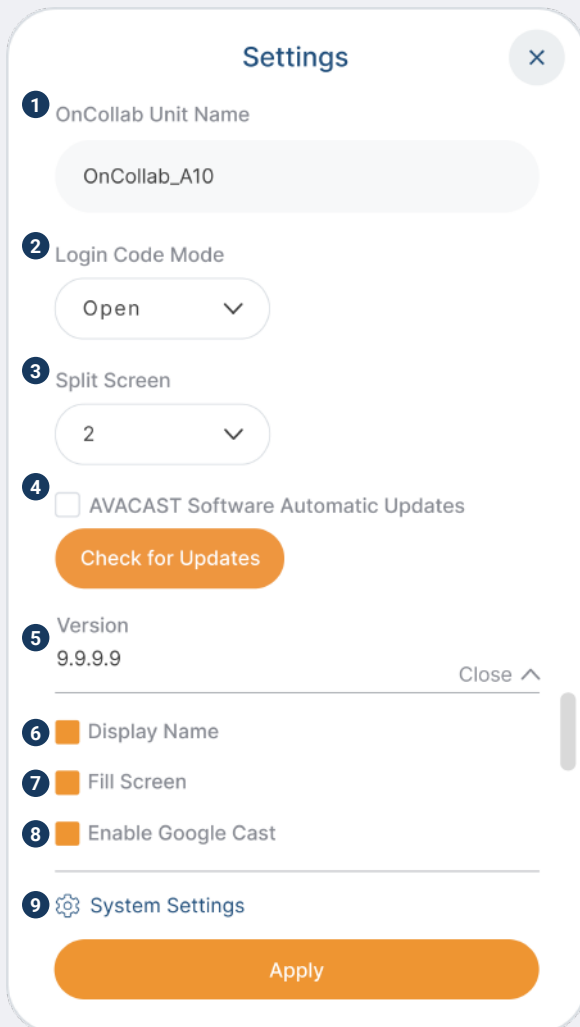 Settings
1 OnCollab Unit Name
OnCollab_A10
2 Login Code Mode
Open
3 Split Screen
2
4 AVACAST Software Automatic Updates
Check for Updates
5 Version
9.9.9.9
Close
6 Display Name
7 Fill Screen
8 Enable Google Cast
9 System Settings
Apply